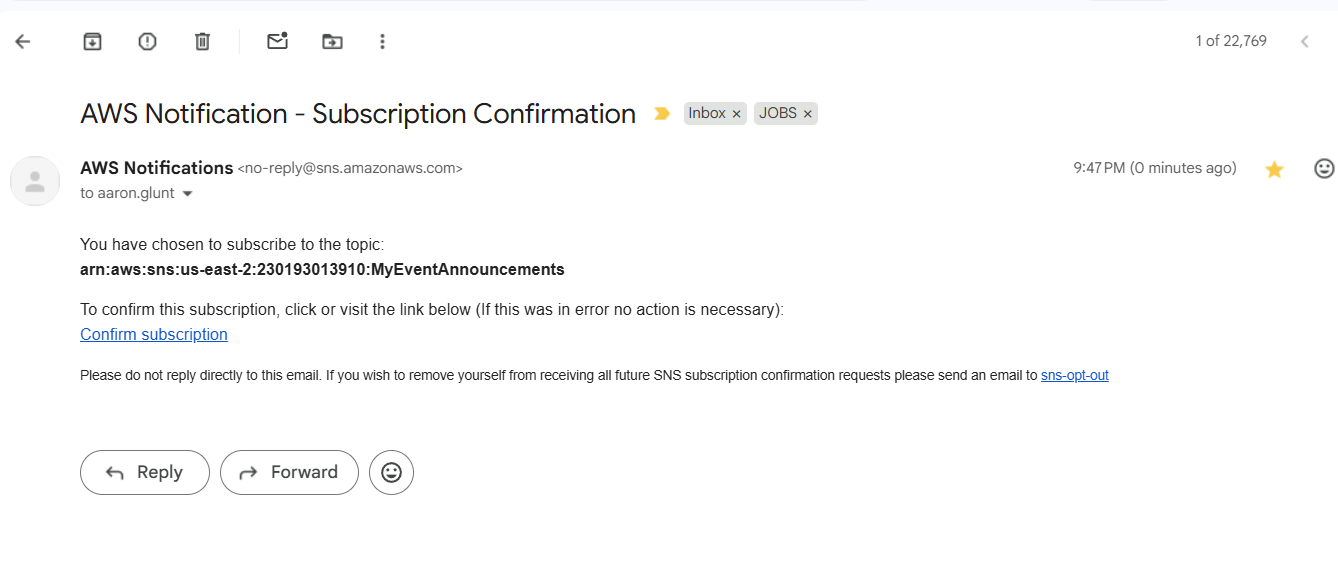 1 of 22,769
AWS Notification - Subscription Confirmation Inbox × JOBS ×
AWS Notifications <no-reply@sns.amazonaws.com> 9:47 PM (0 minutes ago)
to aaron.glunt
You have chosen to subscribe to the topic:
arn:aws:sns:us-east-2:230193013910:MyEventAnnouncements
To confirm this subscription, click or visit the link below (If this was in error no action is necessary):
Confirm subscription
Please do not reply directly to this email. If you wish to remove yourself from receiving all future SNS subscription confirmation requests please send an email to sns-opt-out
Reply Forward